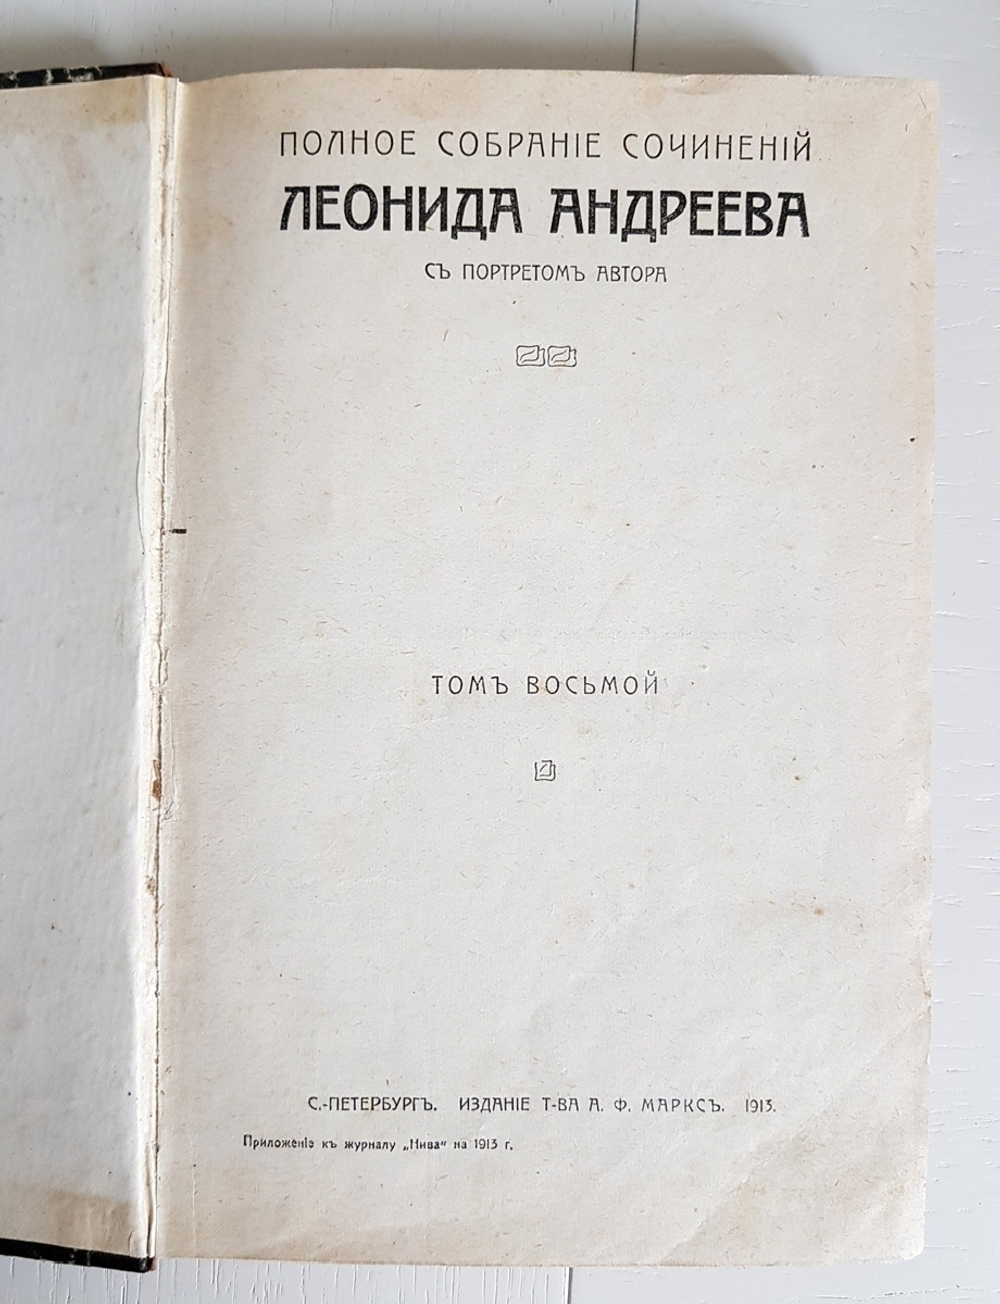 ПОЛНОЕ СОБРАНІЕ СОЧИНЕНІЙ
ЛЕОНИДА АНДРЕЕВА
СЪ ПОРТРЕТОМЪ АВТОРА
ТОМЪ ВОСЬМОЙ
С.-ПЕТЕРБУРГЪ. ИЗДАНІЕ Т-ВА А. Ф. МАРКСЪ. 1913.
Приложеніе къ журналу „Нива“ на 1913 г.